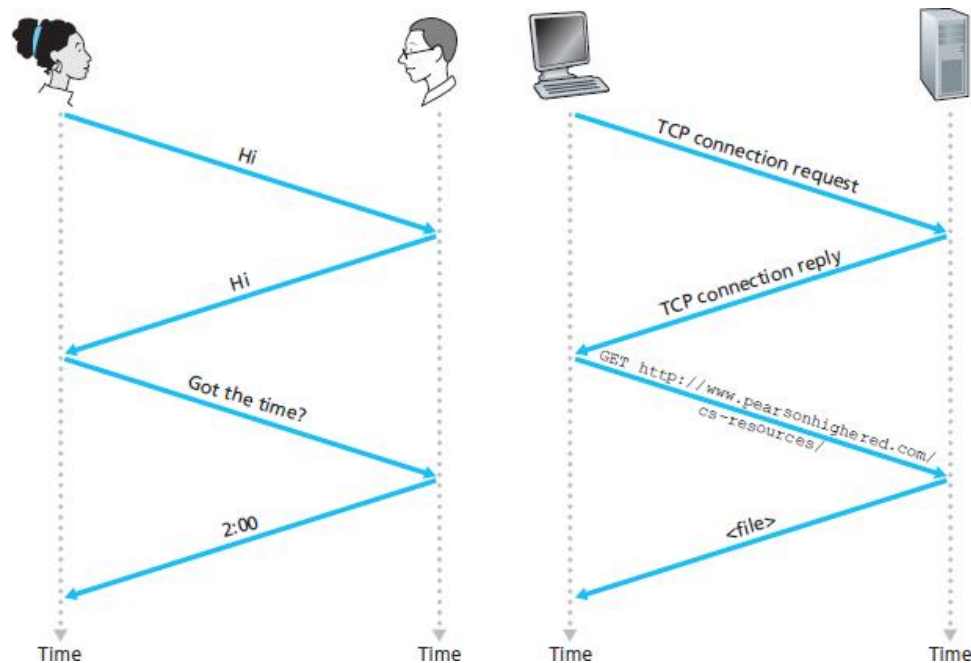 Hi
Hi
Got the time?
2:00
Time
Time
TCP connection request
TCP connection reply
GET http://www.pearsonhighered.com/
cs-resources/
<file>
Time
Time